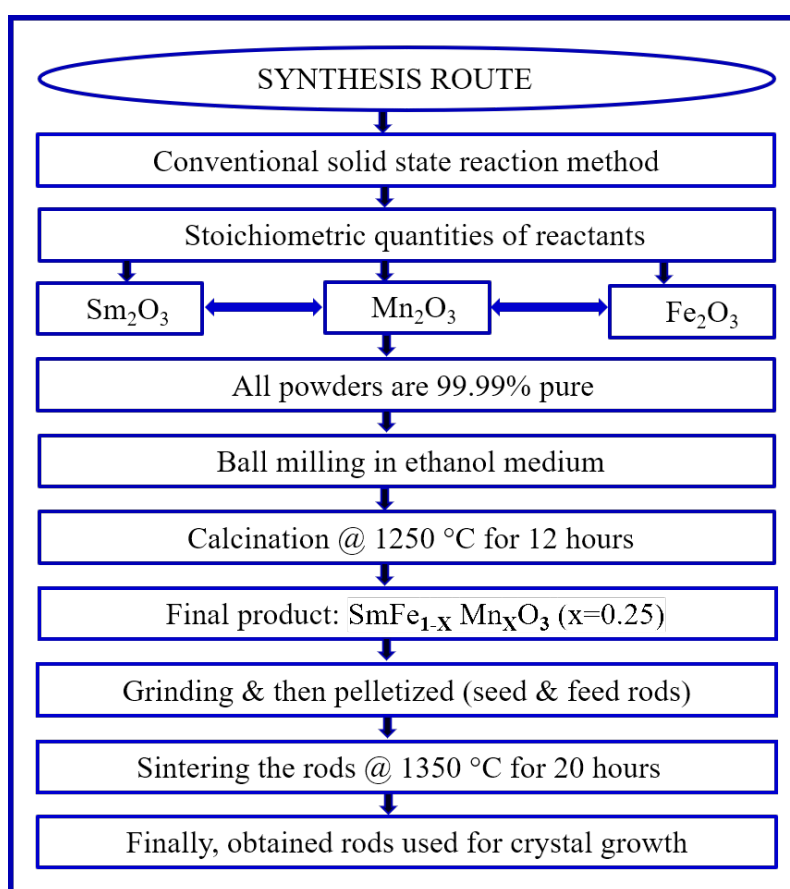 SYNTHESIS ROUTE
Conventional solid state reaction method
Stoichiometric quantities of reactants
Sm₂O₃ Mn₂O₃ Fe₂O₃
All powders are 99.99% pure
Ball milling in ethanol medium
Calcination @ 1250 °C for 12 hours
Final product: SmFe₁₋ₓ MnₓO₃ (x=0.25)
Grinding & then pelletized (seed & feed rods)
Sintering the rods @ 1350 °C for 20 hours
Finally, obtained rods used for crystal growth